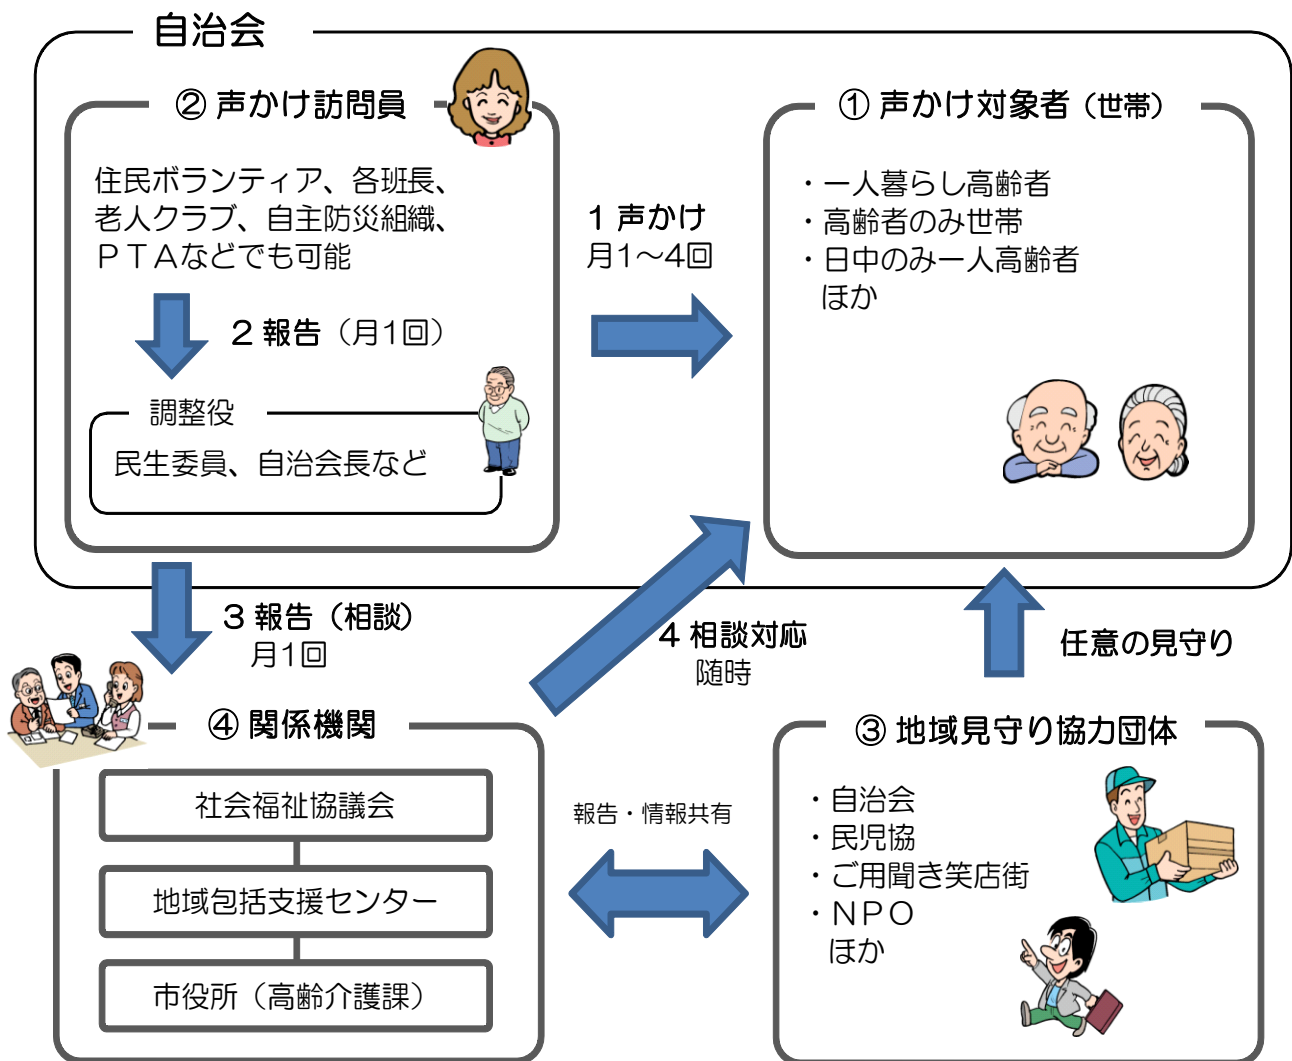 自治会
② 声かけ訪問員
住民ボランティア、各班長、
老人クラブ、自主防災組織、
ＰＴＡなどでも可能
2 報告（月1回）
調整役
民生委員、自治会長など
1 声かけ
月1～4回
① 声かけ対象者（世帯）
・一人暮らし高齢者
・高齢者のみ世帯
・日中のみ一人高齢者
ほか
3 報告（相談）
月1回
4 相談対応
随時
任意の見守り
④ 関係機関
社会福祉協議会
地域包括支援センター
市役所（高齢介護課）
報告・情報共有
③ 地域見守り協力団体
・自治会
・民児協
・ご用聞き笑店街
・ＮＰＯ
ほか